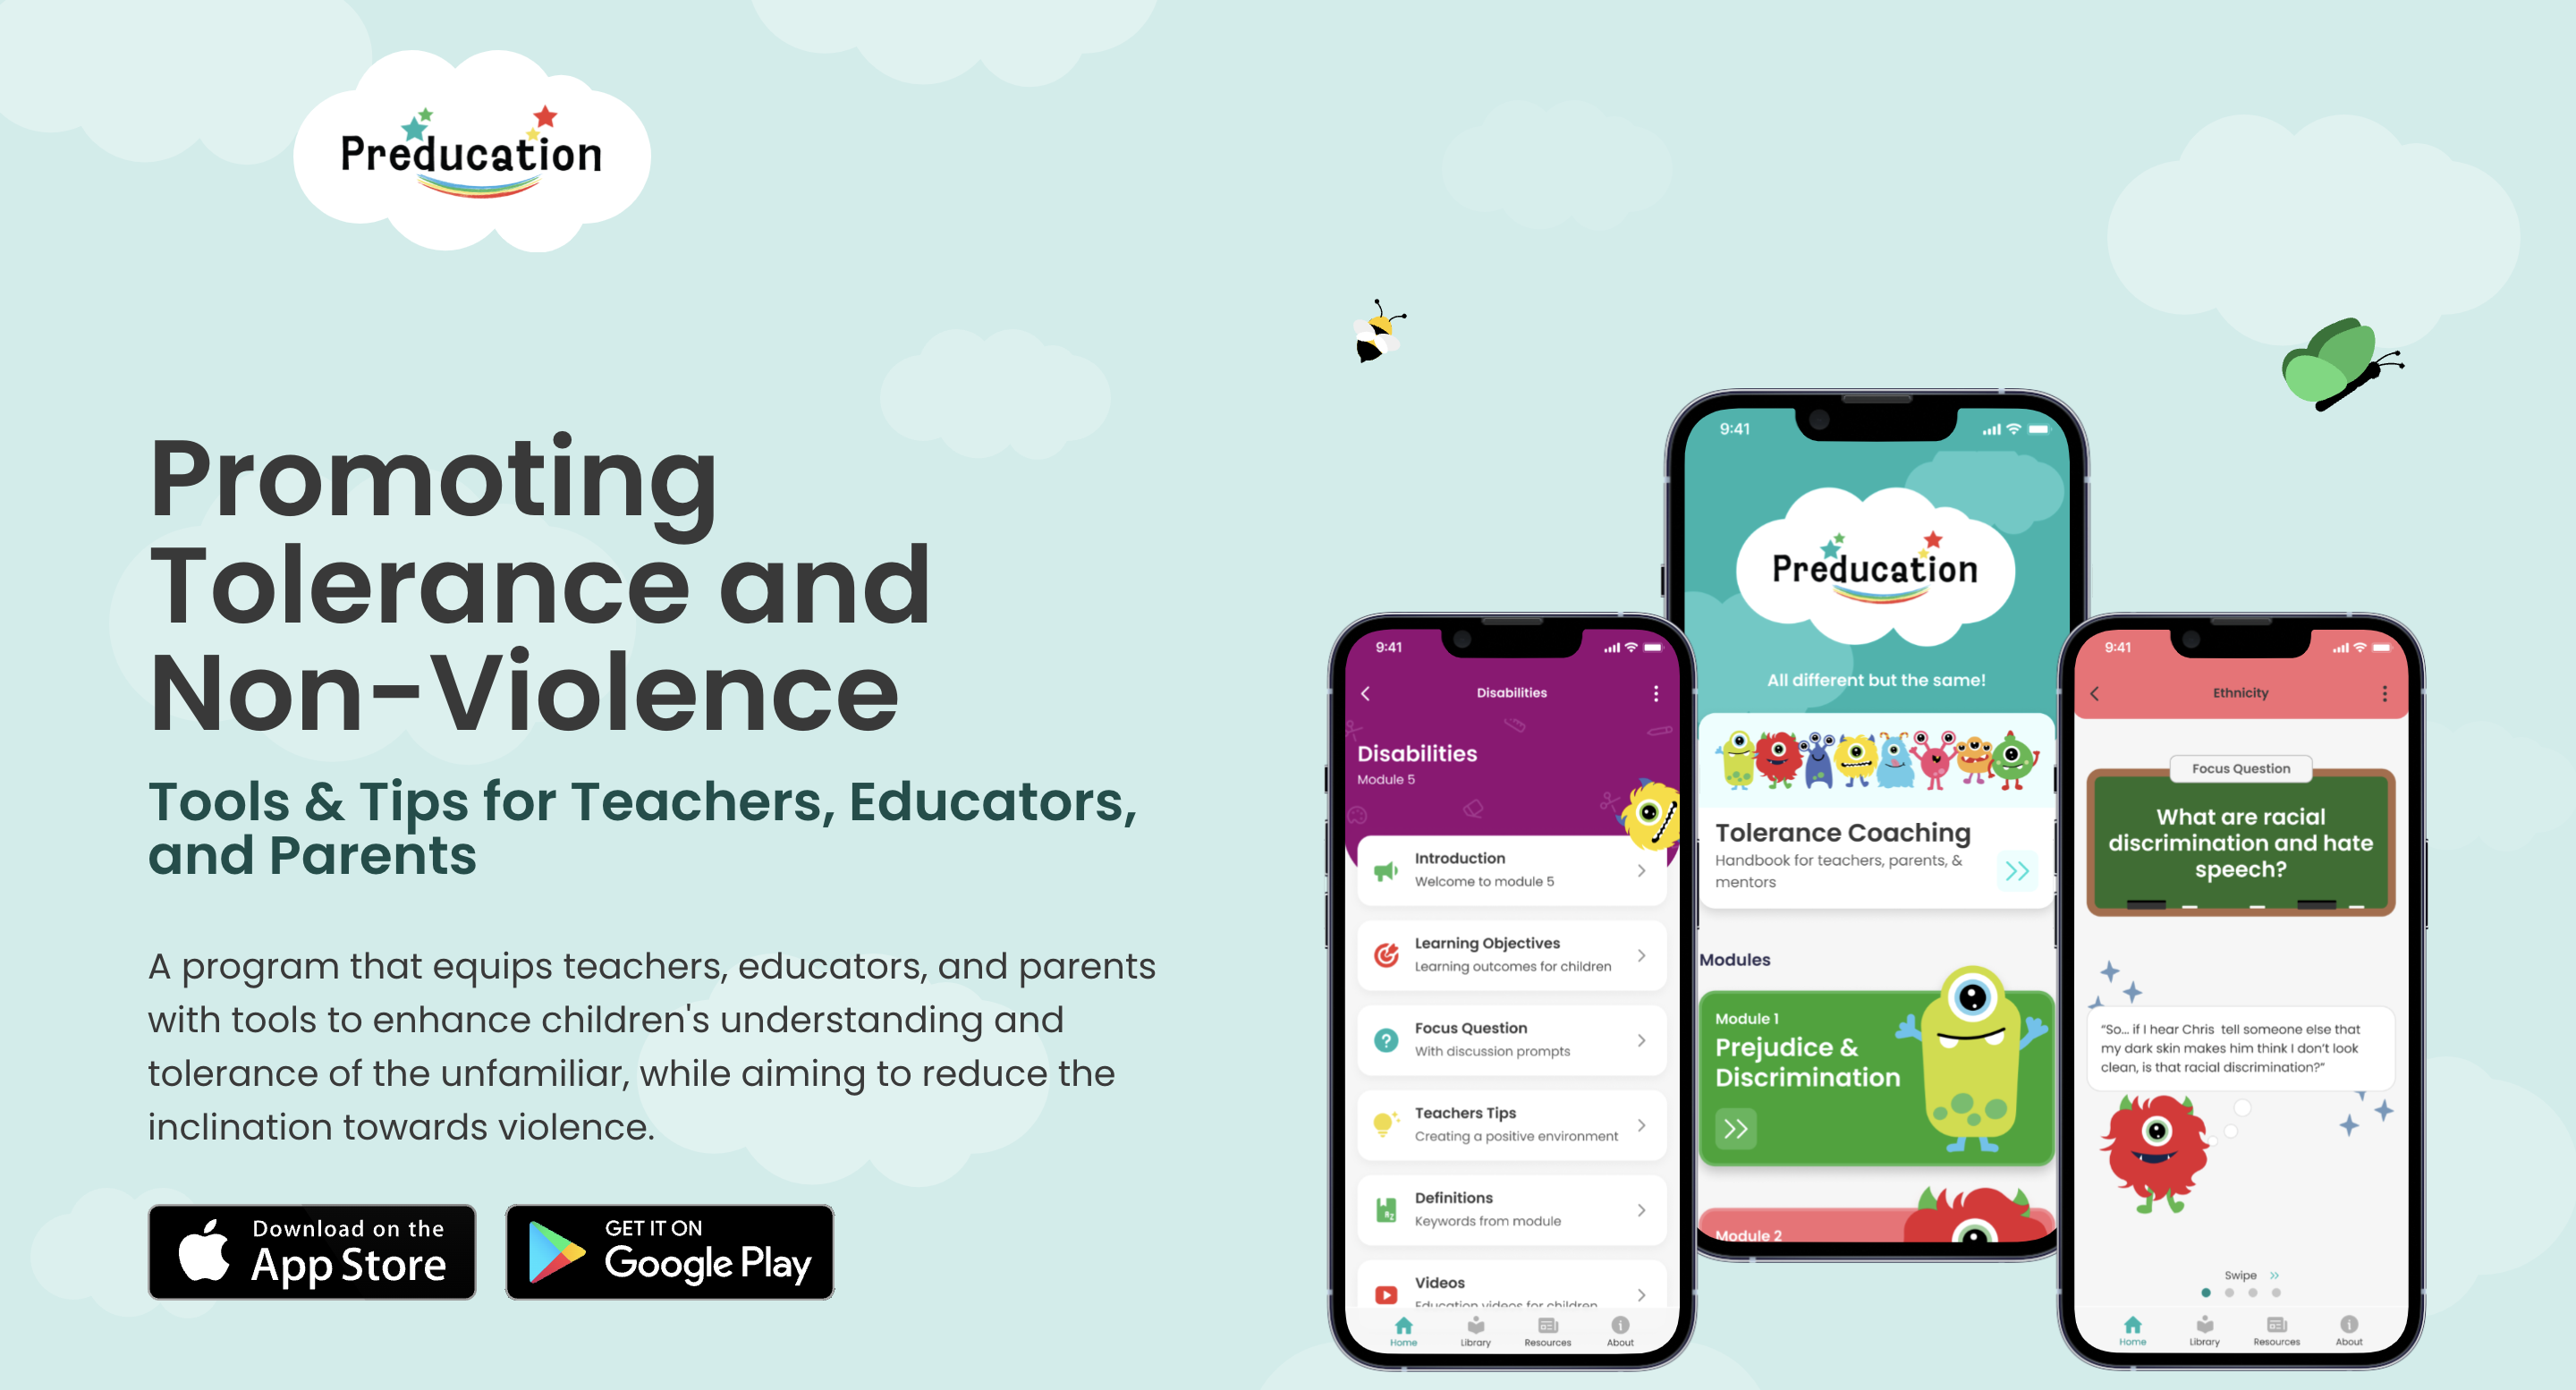 Preducation
Promoting
Tolerance and
Non-Violence
Tools & Tips for Teachers, Educators,
and Parents
A program that equips teachers, educators, and parents
with tools to enhance children's understanding and
tolerance of the unfamiliar, while aiming to reduce the
inclination towards violence.
Download on the
App Store
GET IT ON
Google Play
9:41
Disabilities
Disabilities
Module 5
Introduction
Welcome to module 5
Learning Objectives
Learning outcomes for children
Focus Question
?
With discussion prompts
Teachers Tips
Creating a positive environment
Definitions
Keywords from module
Videos
Education videos for children
Home
Library
Resources
About
9:41
Preducation
All different but the same!
Tolerance Coaching
Handbook for teachers, parents, &
mentors
Modules
Module 1
Prejudice &
Discrimination
Module 2
9:41
Ethnicity
Focus Question
What are racial
discrimination and hate
speech?
“So... if I hear Chris tell someone else that
my dark skin makes him think I don’t look
clean, is that racial discrimination?”
Swipe
Home
Library
Resources
About